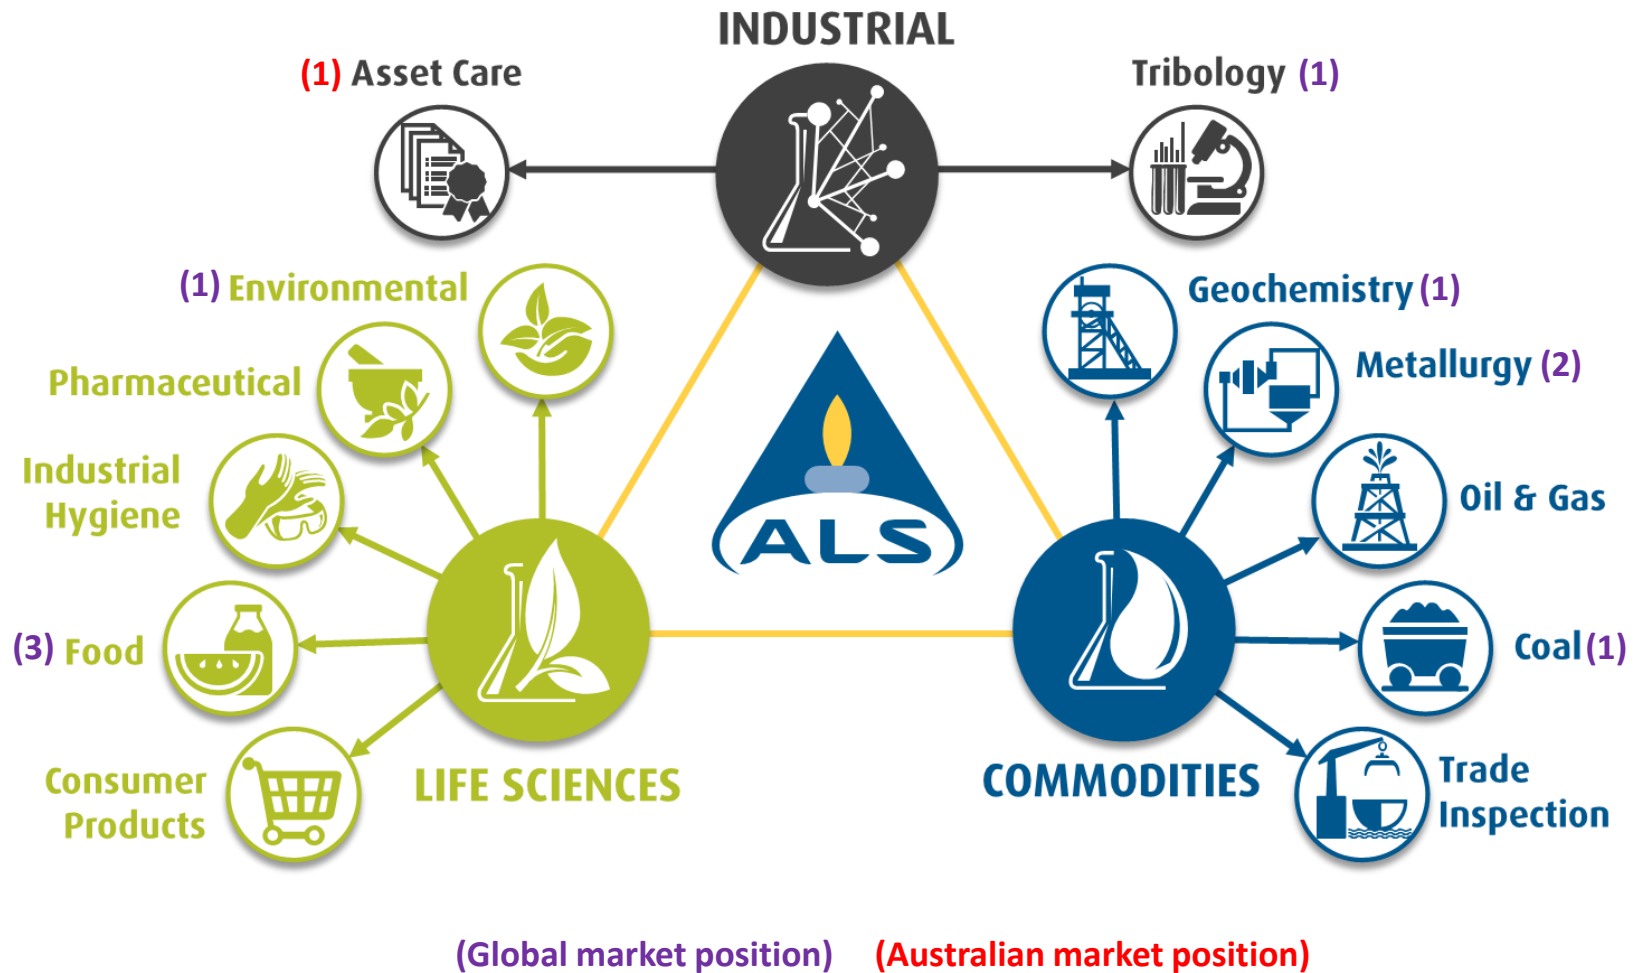 INDUSTRIAL
(1) Asset Care
Tribology (1)
(1) Environmental
Geochemistry (1)
Pharmaceutical
Metallurgy (2)
Industrial
Hygiene
Oil & Gas
ALS
(3) Food
Coal (1)
Consumer
Products
LIFE SCIENCES
COMMODITIES
Trade
Inspection
(Global market position) (Australian market position)